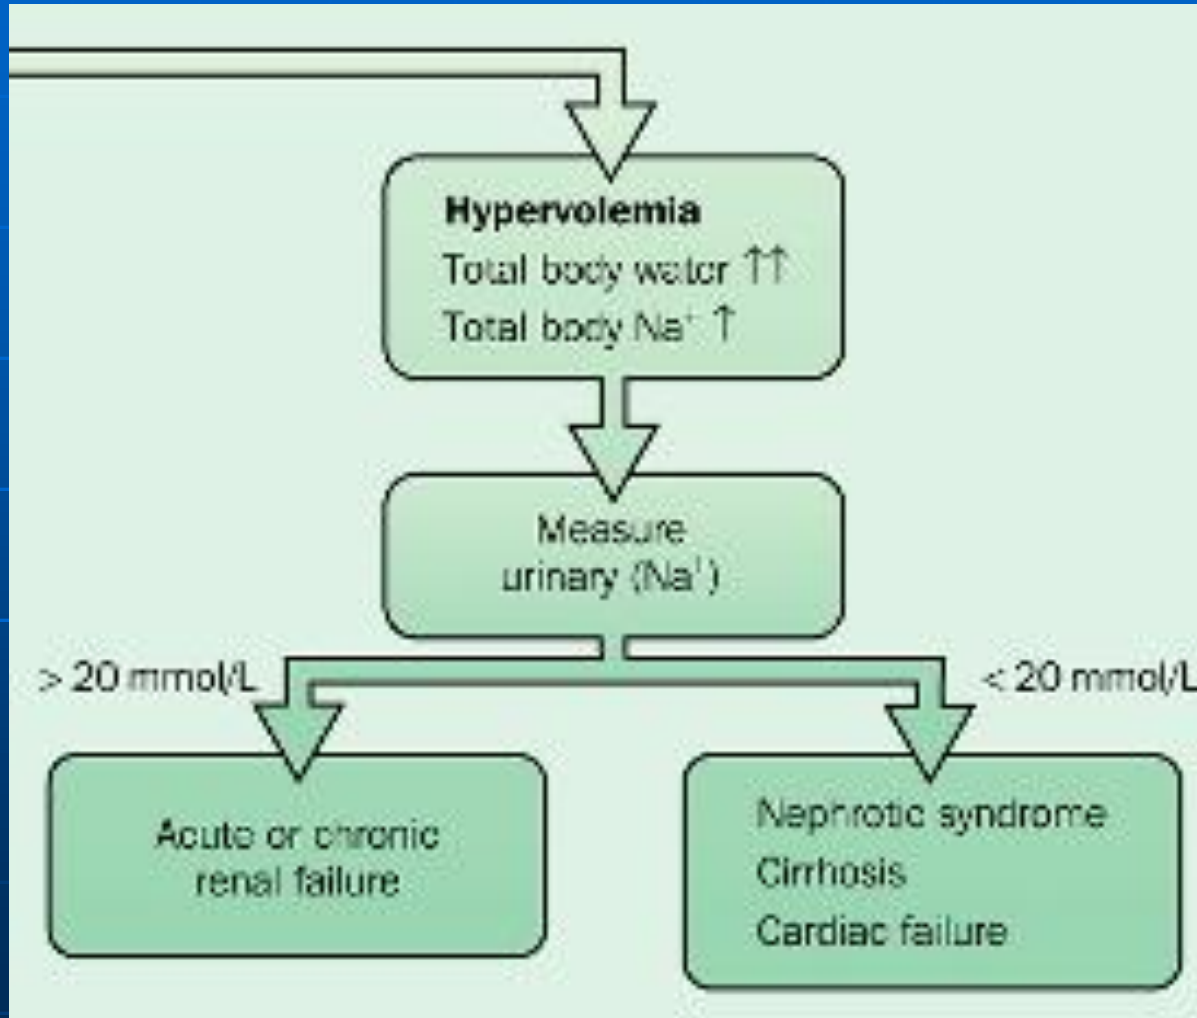 Hypervolemia
Total body water ↑↑
Total body Na⁺ ↑
Measure
urinary (Na⁺)
> 20 mmol/L
< 20 mmol/L
Acute or chronic
renal failure
Nephrotic syndrome
Cirrhosis
Cardiac failure